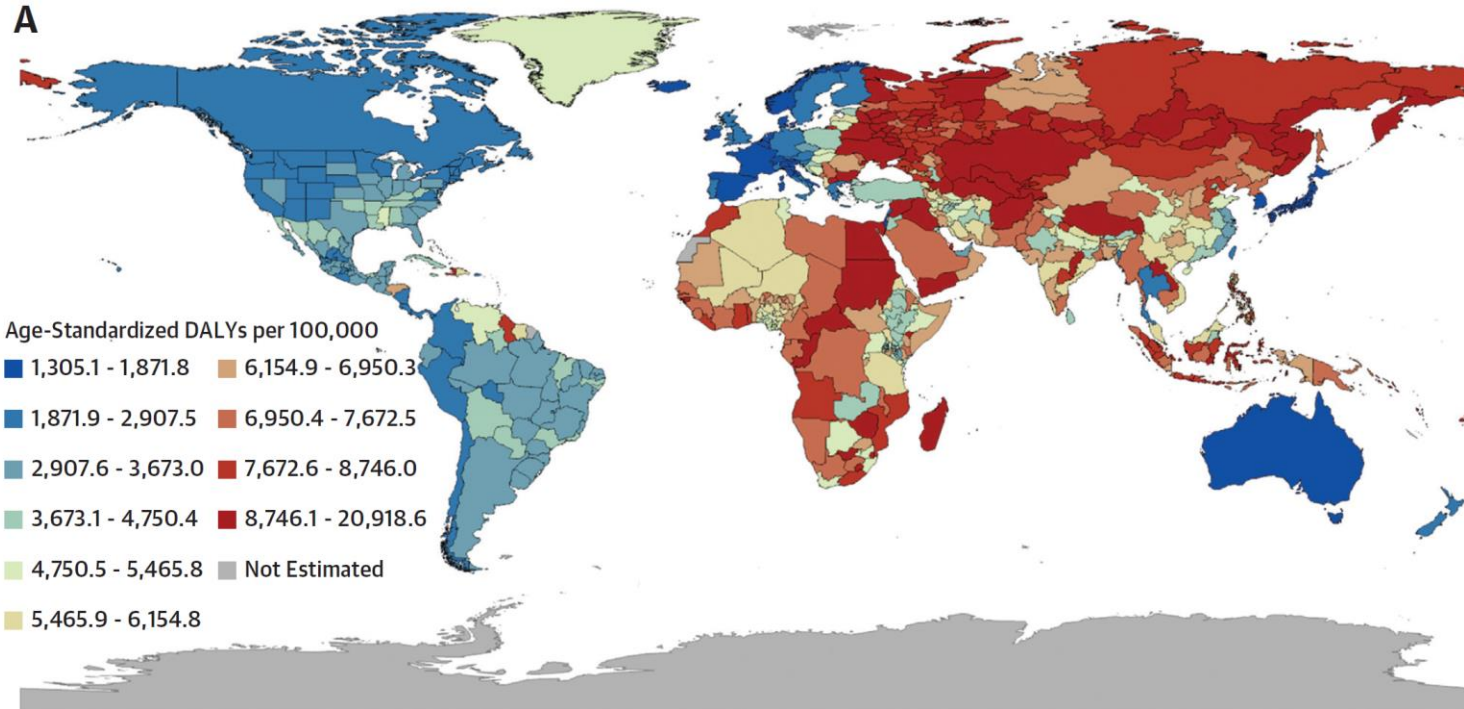 A
Age-Standardized DALYs per 100,000
1,305.1 - 1,871.8
1,871.9 - 2,907.5
2,907.6 - 3,673.0
3,673.1 - 4,750.4
4,750.5 - 5,465.8
5,465.9 - 6,154.8
6,154.9 - 6,950.3
6,950.4 - 7,672.5
7,672.6 - 8,746.0
8,746.1 - 20,918.6
Not Estimated